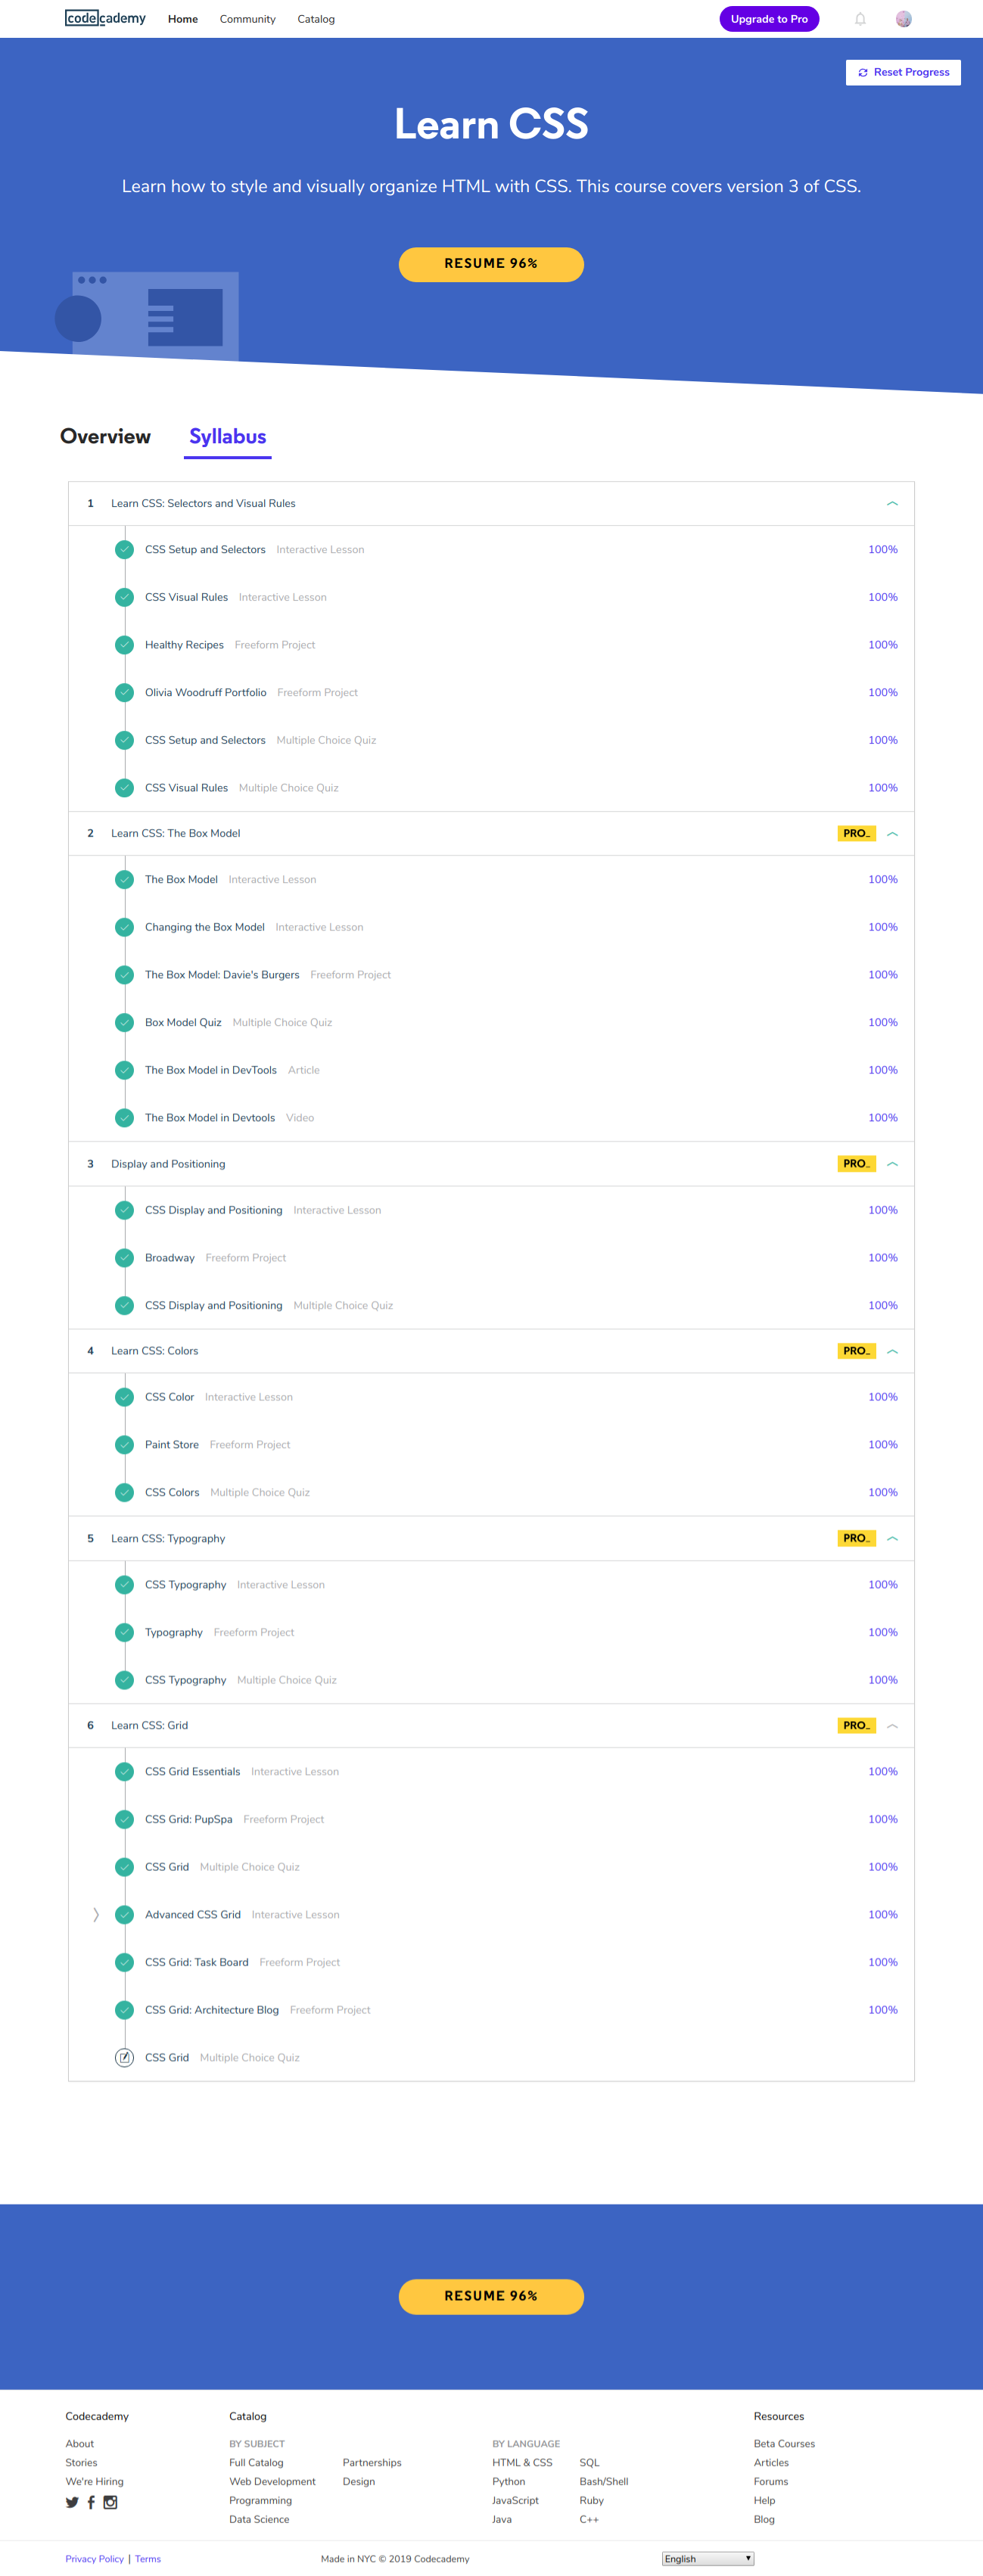 codecademy Home Community Catalog Upgrade to Pro
Reset Progress
Learn CSS
Learn how to style and visually organize HTML with CSS. This course covers version 3 of CSS.
RESUME 96%
Overview Syllabus
1 Learn CSS: Selectors and Visual Rules
CSS Setup and Selectors Interactive Lesson 100%
CSS Visual Rules Interactive Lesson 100%
Healthy Recipes Freeform Project 100%
Olivia Woodruff Portfolio Freeform Project 100%
CSS Setup and Selectors Multiple Choice Quiz 100%
CSS Visual Rules Multiple Choice Quiz 100%
2 Learn CSS: The Box Model PRO_
The Box Model Interactive Lesson 100%
Changing the Box Model Interactive Lesson 100%
The Box Model: Davie's Burgers Freeform Project 100%
Box Model Quiz Multiple Choice Quiz 100%
The Box Model in DevTools Article 100%
The Box Model in Devtools Video 100%
3 Display and Positioning PRO_
CSS Display and Positioning Interactive Lesson 100%
Broadway Freeform Project 100%
CSS Display and Positioning Multiple Choice Quiz 100%
4 Learn CSS: Colors PRO_
CSS Color Interactive Lesson 100%
Paint Store Freeform Project 100%
CSS Colors Multiple Choice Quiz 100%
5 Learn CSS: Typography PRO_
CSS Typography Interactive Lesson 100%
Typography Freeform Project 100%
CSS Typography Multiple Choice Quiz 100%
6 Learn CSS: Grid PRO_
CSS Grid Essentials Interactive Lesson 100%
CSS Grid: PupSpa Freeform Project 100%
CSS Grid Multiple Choice Quiz 100%
Advanced CSS Grid Interactive Lesson 100%
CSS Grid: Task Board Freeform Project 100%
CSS Grid: Architecture Blog Freeform Project 100%
CSS Grid Multiple Choice Quiz
RESUME 96%
Codecademy Catalog Resources
About BY SUBJECT BY LANGUAGE Beta Courses
Stories Full Catalog Partnerships HTML & CSS SQL Articles
We're Hiring Web Development Design Python Bash/Shell Forums
Programming JavaScript Ruby Help
Data Science Java C++ Blog
Privacy Policy | Terms Made in NYC © 2019 Codecademy English